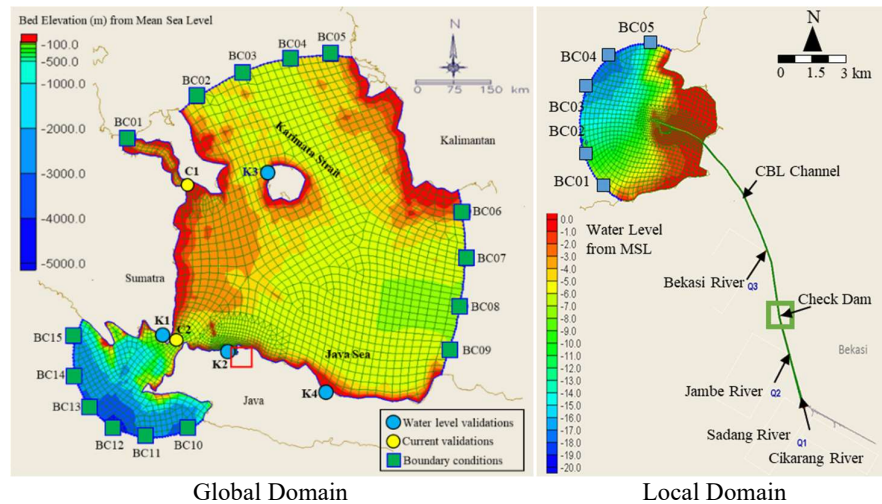 Bed Elevation (m) from Mean Sea Level
-100.0
-500.0
-1000.0
-2000.0
-3000.0
-4000.0
-5000.0
BC01
BC02
BC03
BC04
BC05
N
0 75 150 km
Karimata Strait
Kalimantan
C1
K3
BC06
BC07
BC08
BC09
Sumatra
K1
C2
K2
Java Sea
K4
Java
BC15
BC14
BC13
BC12
BC11
BC10
Water level validations
Current validations
Boundary conditions
Global Domain
BC05
BC04
BC03
BC02
BC01
N
0 1.5 3 km
CBL Channel
0.0
-1.0
-2.0
-3.0
-4.0
-5.0
-6.0
-7.0
-8.0
-9.0
-10.0
-11.0
-12.0
-13.0
-14.0
-15.0
-16.0
-17.0
-18.0
-19.0
-20.0
Water Level
from MSL
Bekasi River
Q3
Check Dam
Bekasi
Jambe River
Q2
Sadang River
Q1
Cikarang River
Local Domain